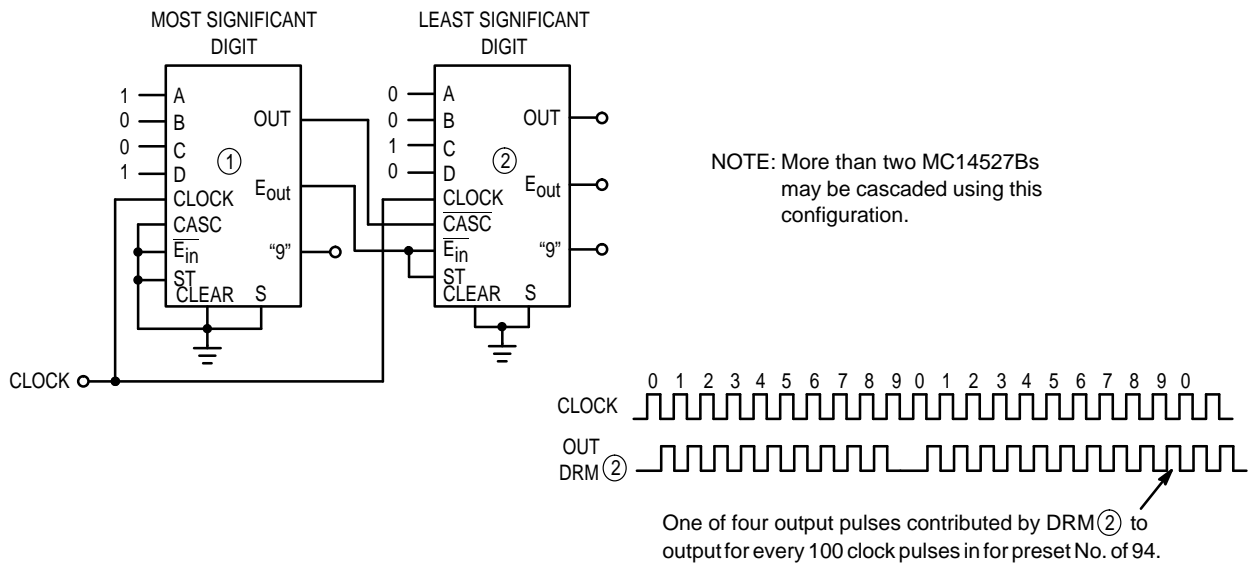 MOST SIGNIFICANT
DIGIT
LEAST SIGNIFICANT
DIGIT
1 A
0 B
0 C
1 D
CLOCK
CASC
E̅i̅n̅
ST
CLEAR S
OUT
Eout
“9”
1
0 A
0 B
1 C
0 D
CLOCK
C̅A̅S̅C̅
E̅i̅n̅
ST
CLEAR S
OUT
Eout
“9”
2
NOTE: More than two MC14527Bs
may be cascaded using this
configuration.
CLOCK
0 1 2 3 4 5 6 7 8 9 0 1 2 3 4 5 6 7 8 9 0
CLOCK
OUT
DRM 2
One of four output pulses contributed by DRM 2 to
output for every 100 clock pulses in for preset No. of 94.